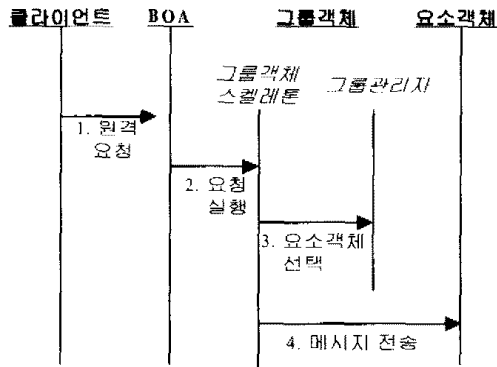 클라이언트 BOA 그룹객체 요소객체
그룹객체
스켈레톤
그룹관리자
1. 원격
요청
2. 요청
실행
3. 요소객체
선택
4. 메시지 전송